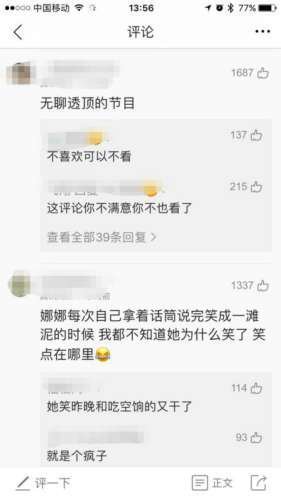 中国移动 13:56 77%
评论
1687
无聊透顶的节目
137
不喜欢可以不看
215
这评论你不满意你不也看了
查看全部39条回复 >
1337
娜娜每次自己拿着话筒说完笑成一滩
泥的时候 我都不知道她为什么笑了 笑
点在哪里😂
114
她笑昨晚和吃空饷的又干了
93
就是个疯子
评一下 正文